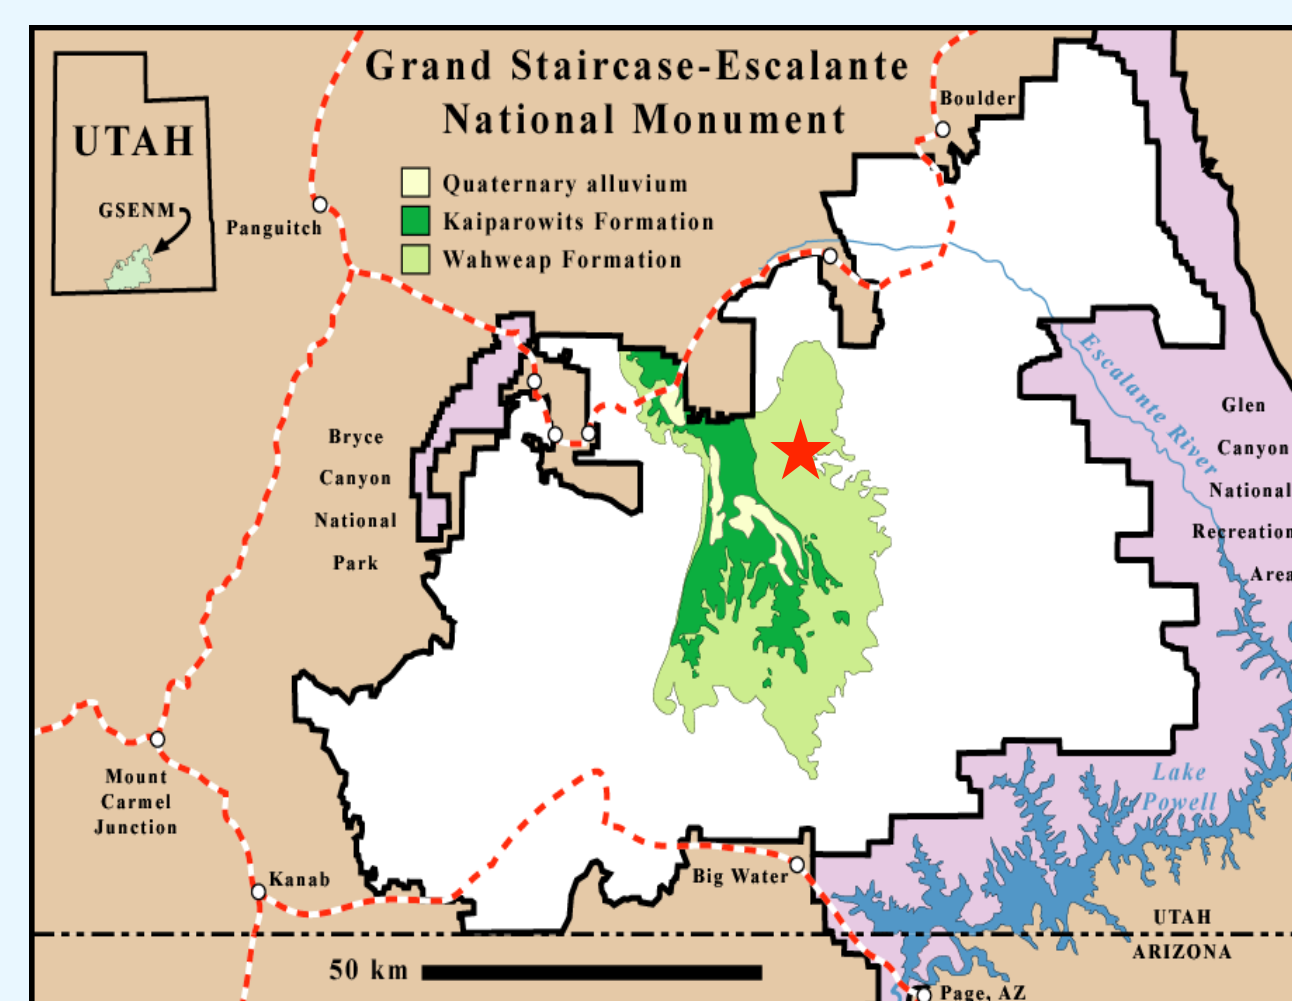 Grand Staircase-Escalante
National Monument
UTAH
GSENM
Quaternary alluvium
Kaiparowits Formation
Wahweap Formation
Boulder
Panguitch
Escalante River
Glen
Canyon
National
Recreation
Area
Bryce
Canyon
National
Park
Mount
Carmel
Junction
Lake
Powell
Kanab
Big Water
UTAH
ARIZONA
50 km
Page, AZ